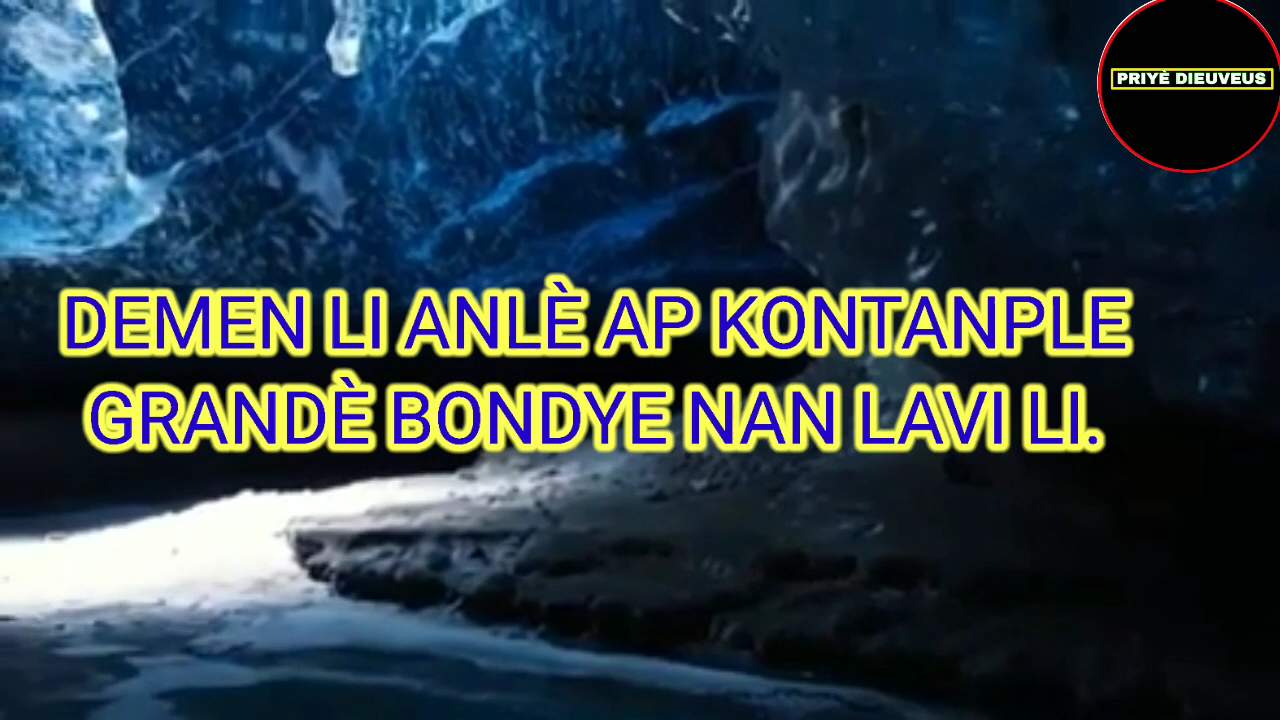 PRIYÈ DIEUVEUS
DEMEN LI ANLÈ AP KONTANPLE
GRANDÈ BONDYE NAN LAVI LI.